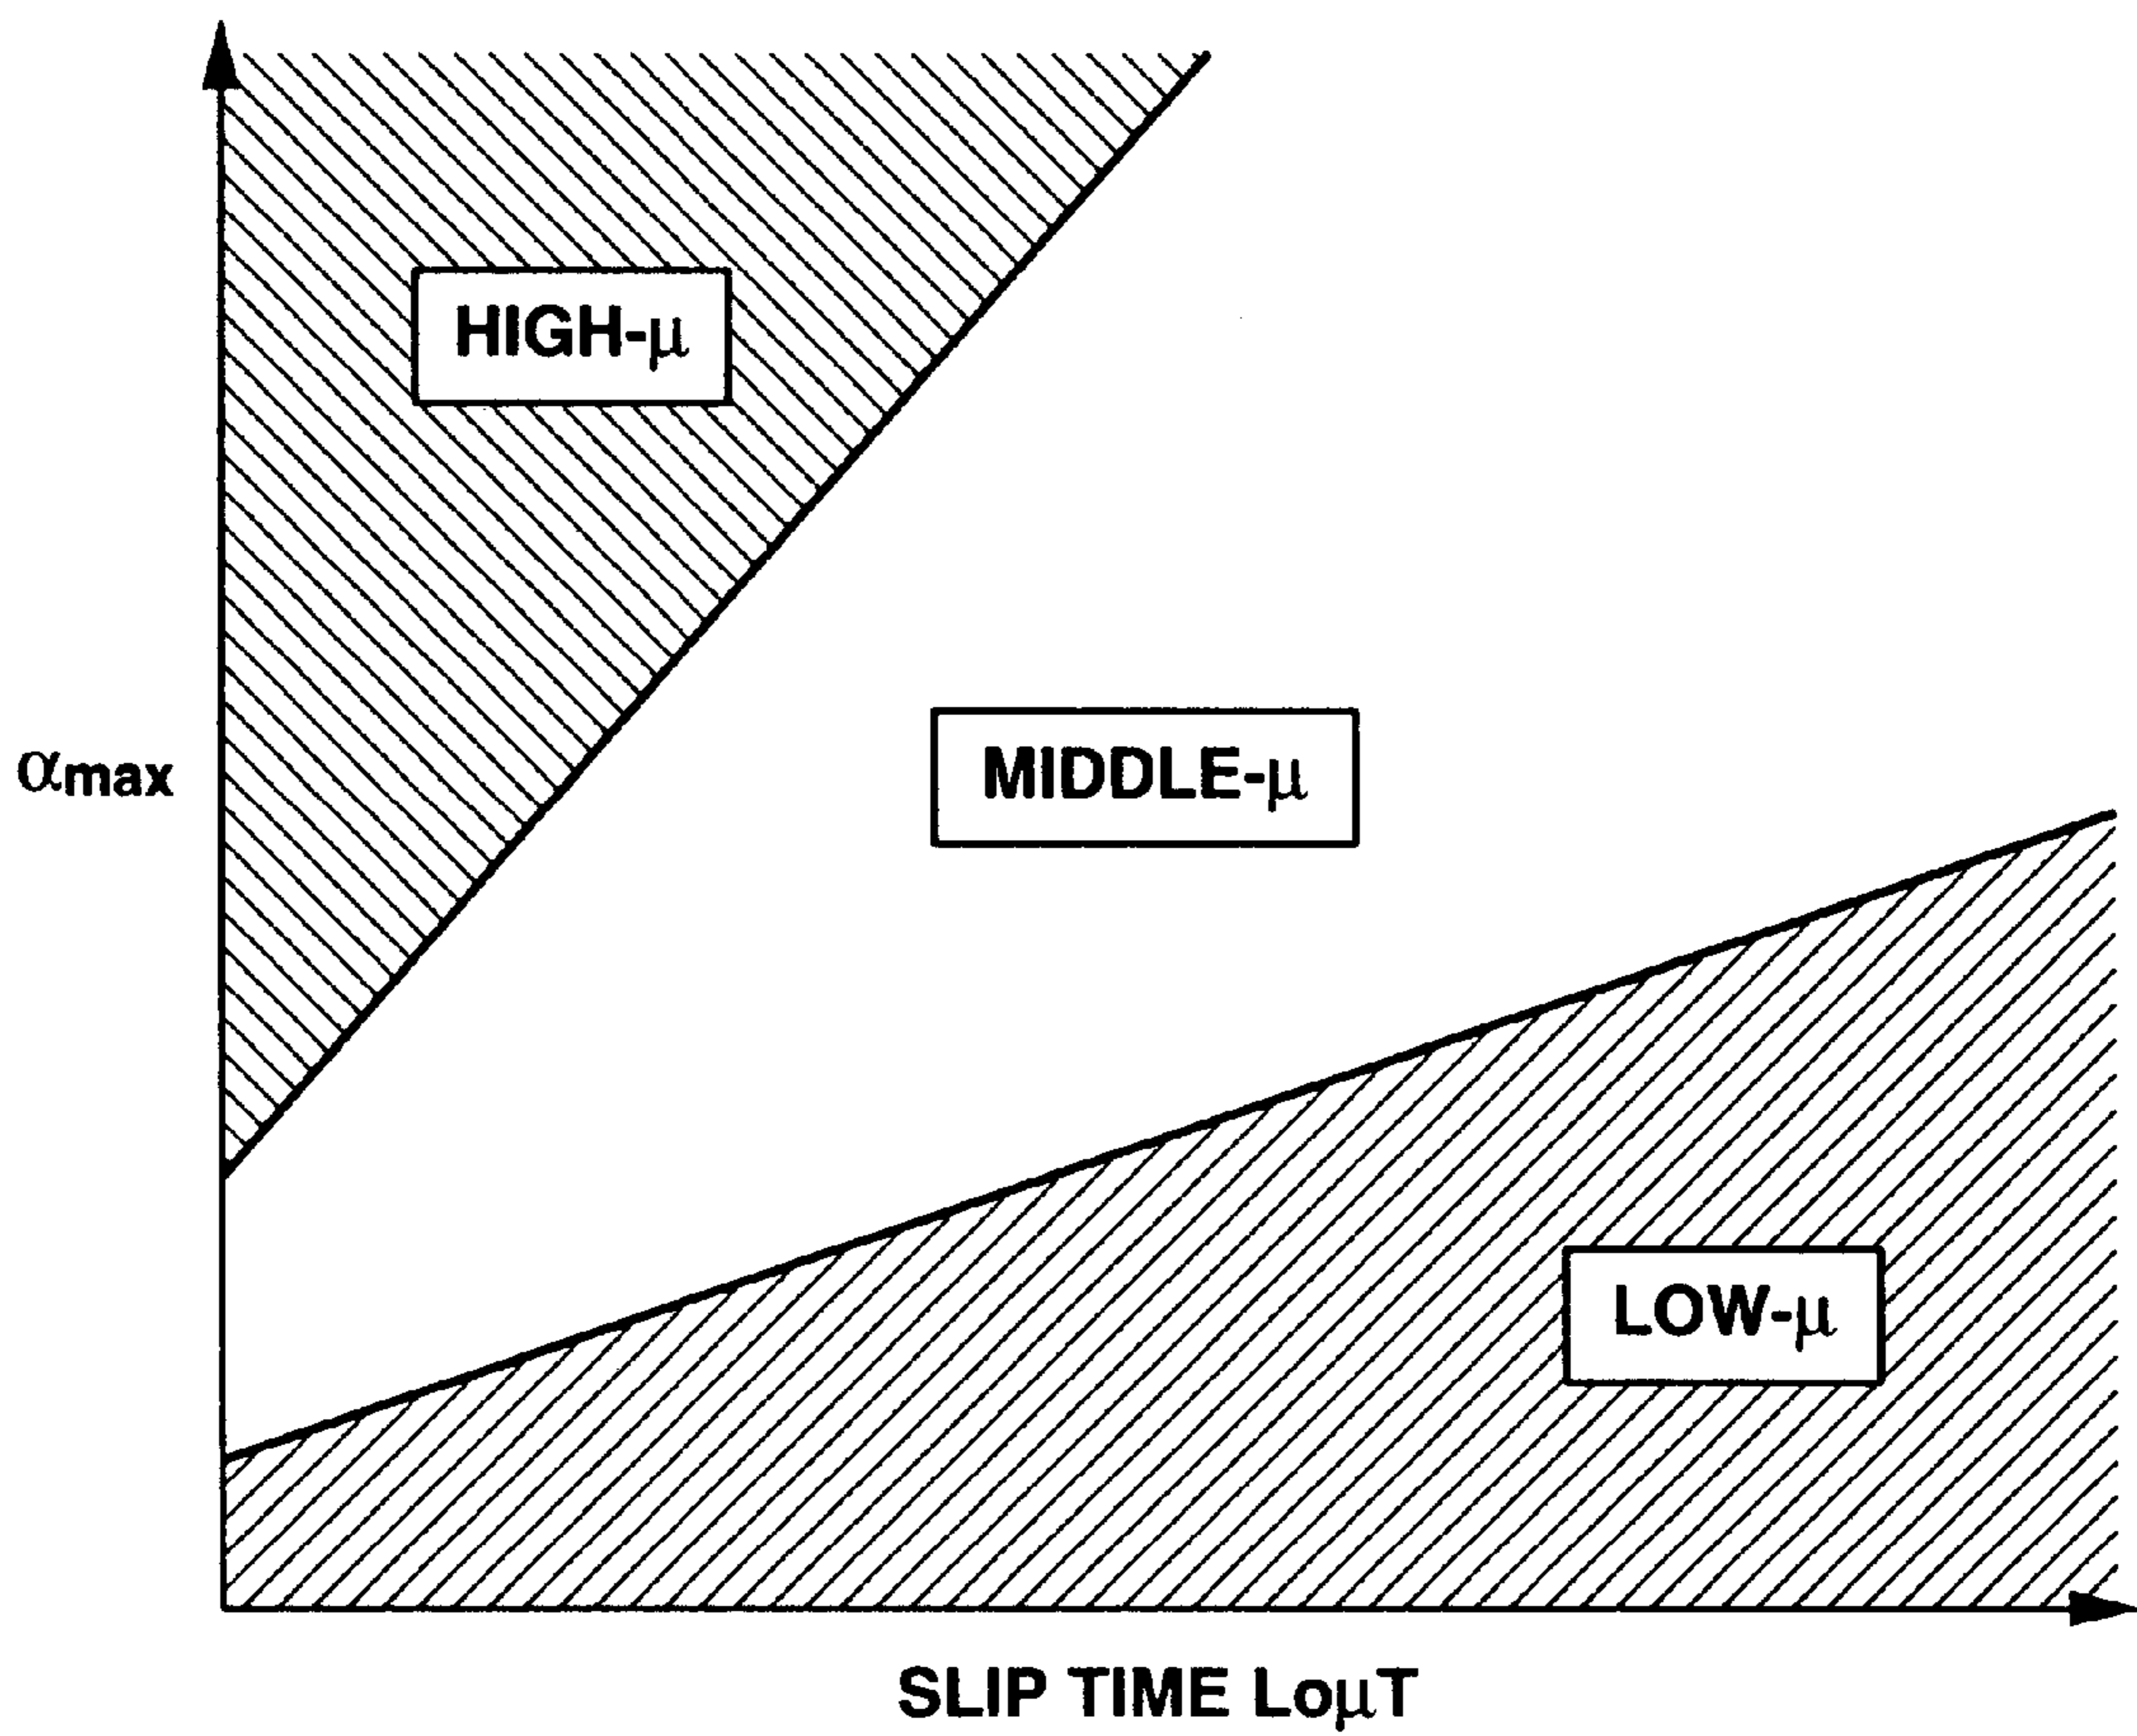 HIGH-μ
αmax
MIDDLE-μ
LOW-μ
SLIP TIME LoμT